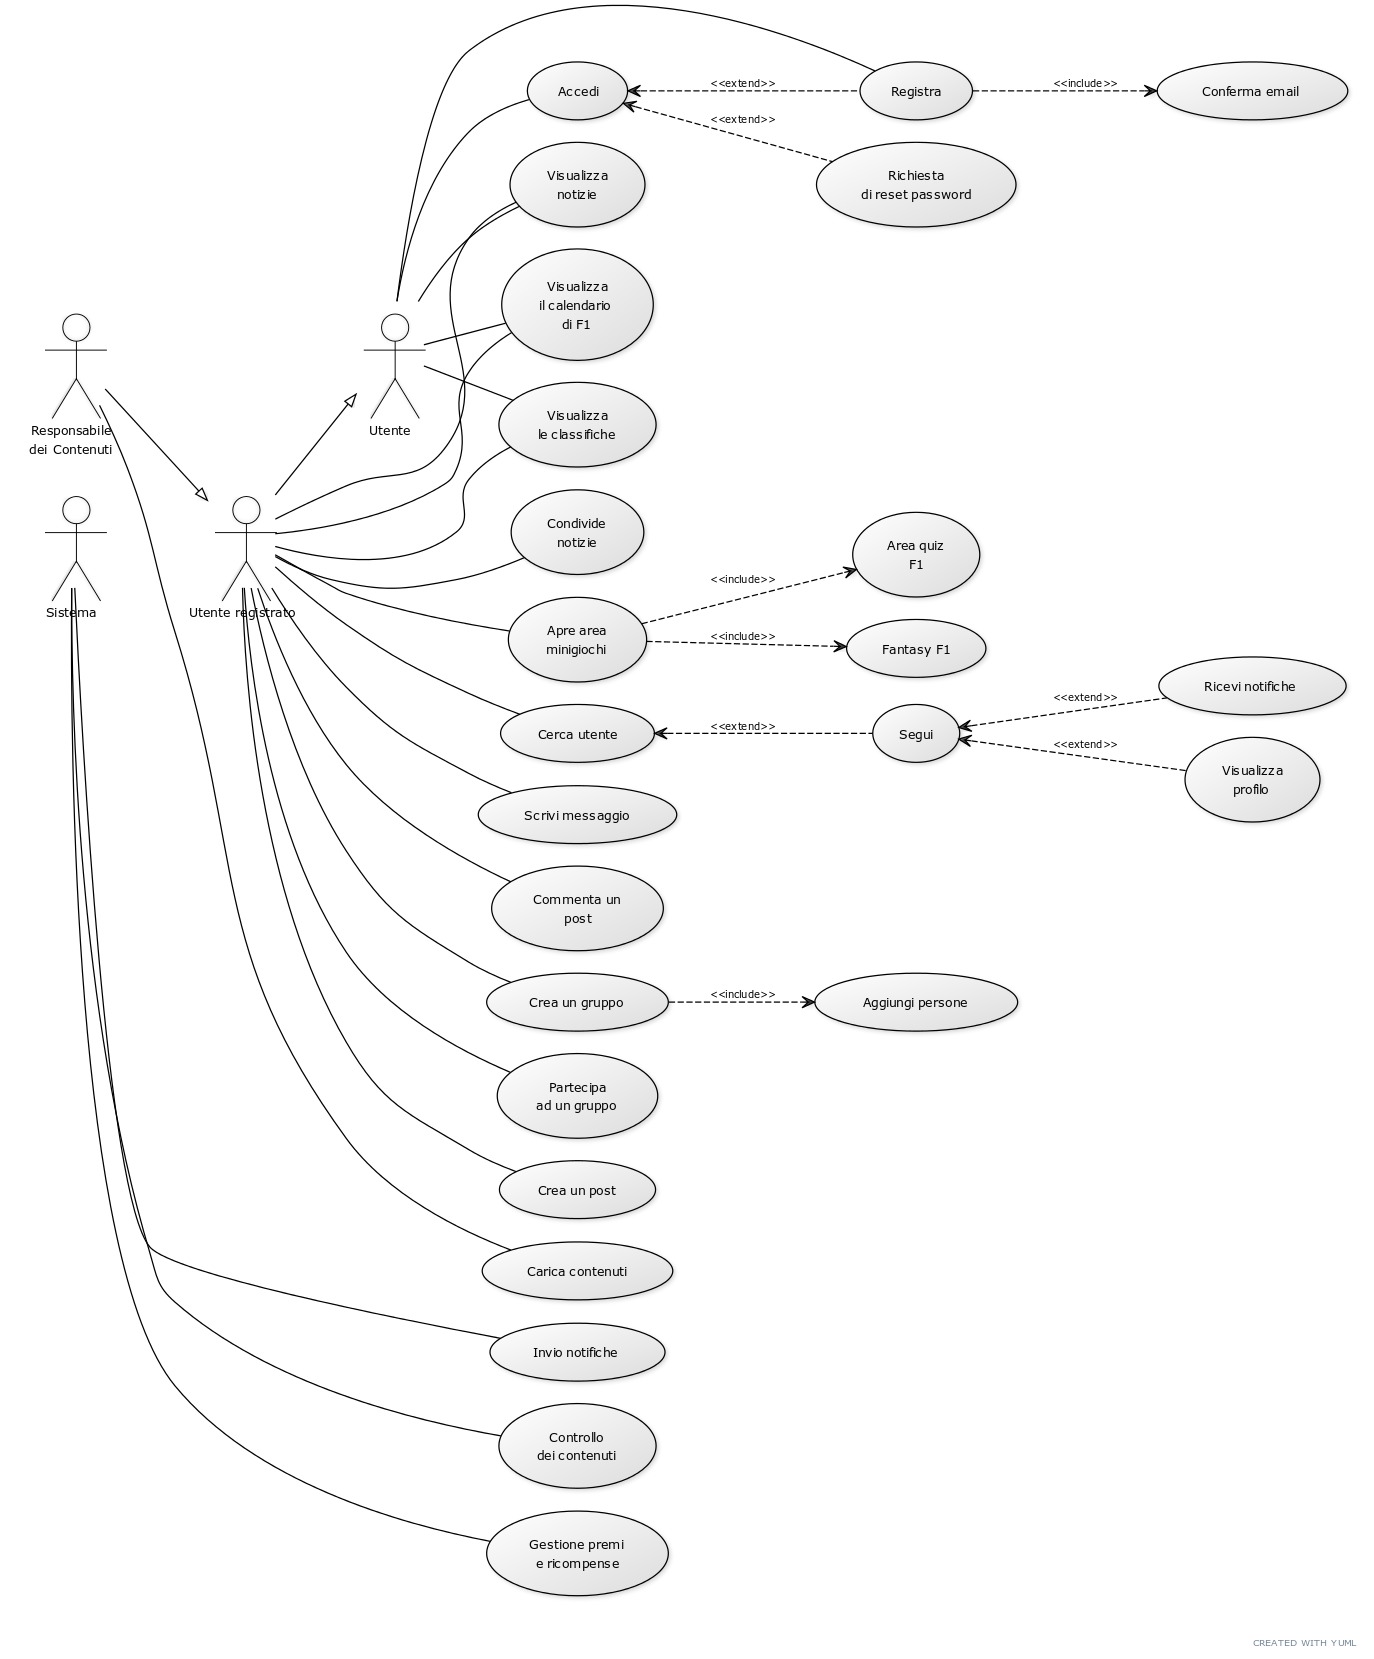 Accedi
<<extend>>
Registra
<<include>>
Conferma email
<<extend>>
Visualizza
notizie
Richiesta
di reset password
Visualizza
il calendario
di F1
Responsabile
dei Contenuti
Utente
Visualizza
le classifiche
Condivide
notizie
Area quiz
F1
<<include>>
Sistema
Utente registrato
Apre area
minigiochi
<<include>>
Fantasy F1
Cerca utente
<<extend>>
Segui
<<extend>>
Ricevi notifiche
<<extend>>
Visualizza
profilo
Scrivi messaggio
Commenta un
post
Crea un gruppo
<<include>>
Aggiungi persone
Partecipa
ad un gruppo
Crea un post
Carica contenuti
Invio notifiche
Controllo
dei contenuti
Gestione premi
e ricompense
CREATED WITH YUML